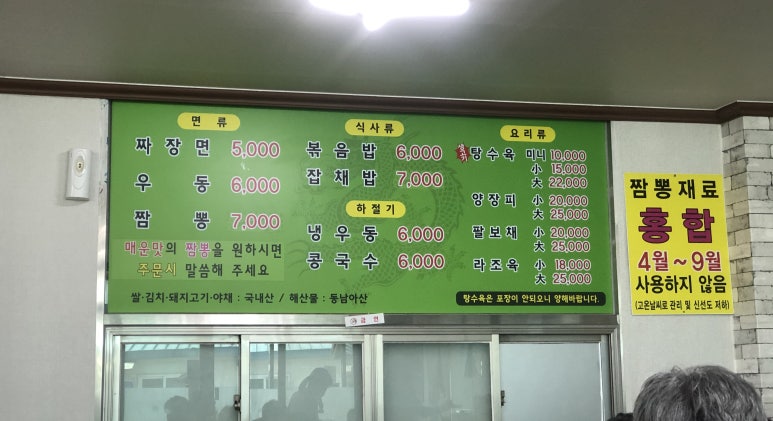 면 류
짜 장 면 5,000
우 동 6,000
짬 뽕 7,000
매운맛의 짬뽕을 원하시면
주문시 말씀해 주세요
식사류
볶음밥 6,000
잡채밥 7,000
하절기
냉우동 6,000
콩국수 6,000
요리류
탕수육 미니 10,000
小 15,000
大 22,000
양장피 小 20,000
大 25,000
팔보채 小 20,000
大 25,000
라조육 小 18,000
大 25,000
쌀·김치·돼지고기·야채 : 국내산 / 해산물 : 동남아산
탕수육은 포장이 안되오니 양해바랍니다.
짬뽕재료
홍합
4월~9월
사용하지 않음
(고온날씨로 관리 및 신선도 저하)
금연